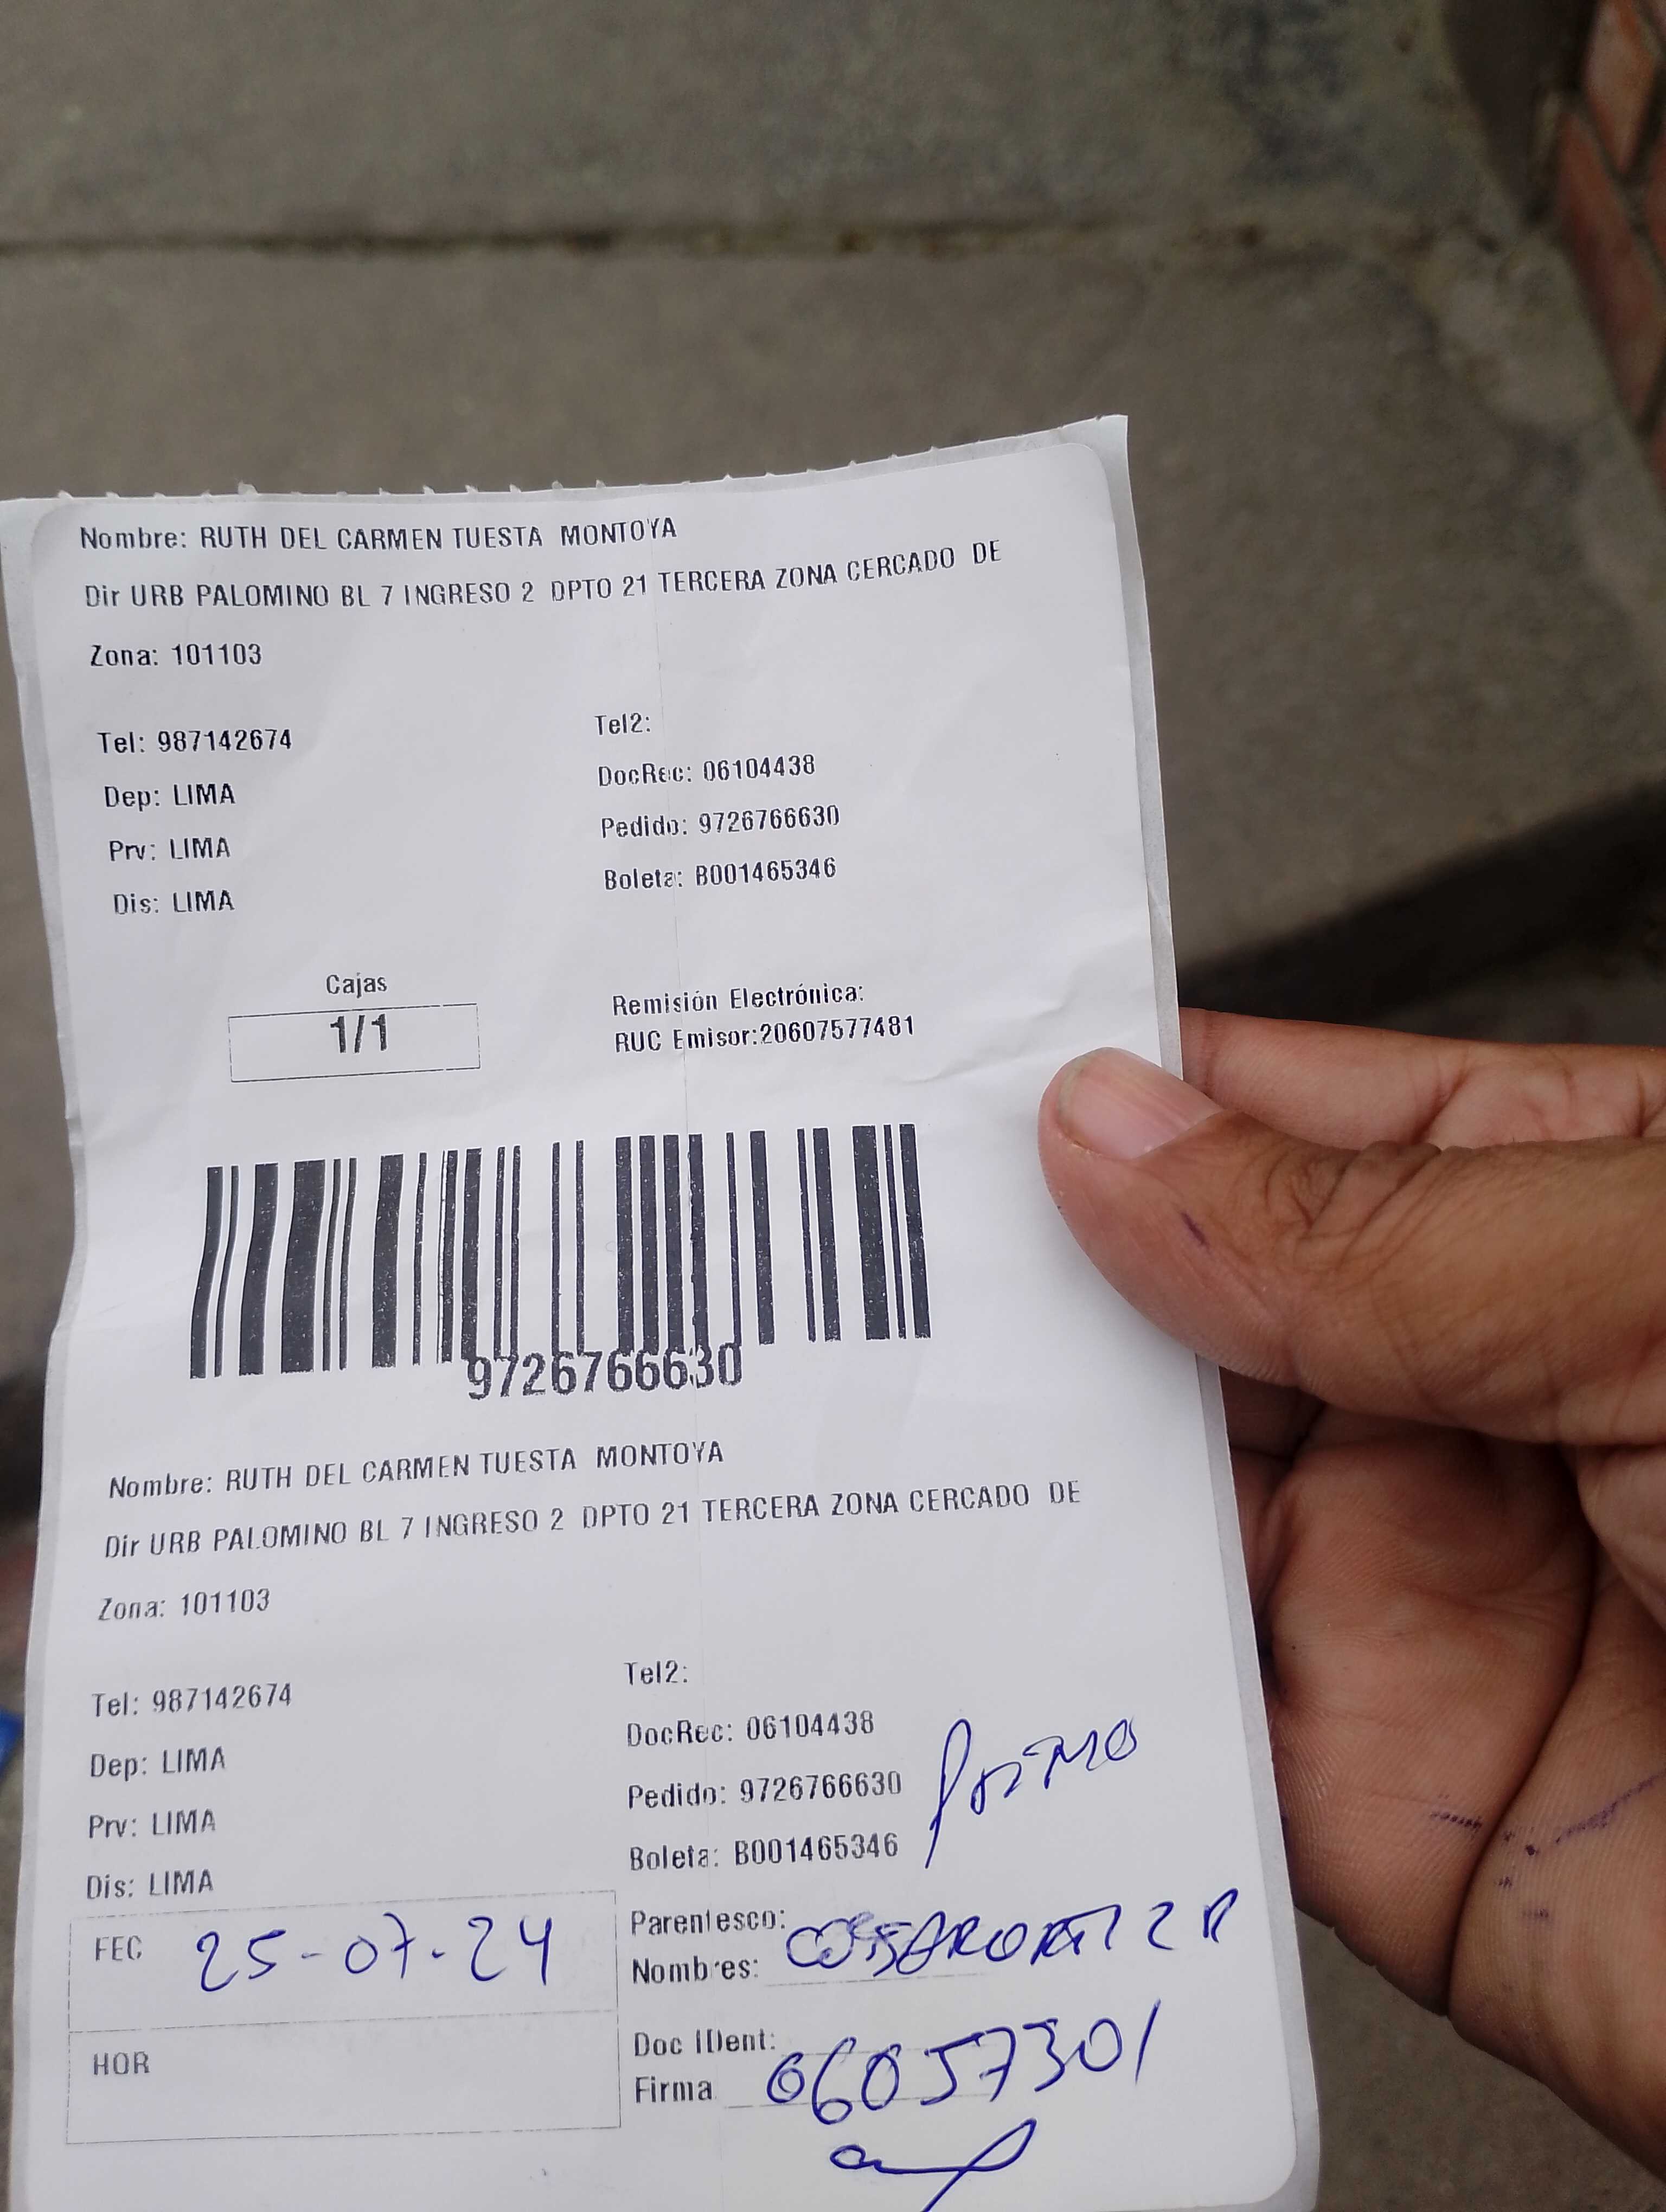 Nombre: RUTH DEL CARMEN TUESTA MONTOYA
Dir URB PALOMINO BL 7 INGRESO 2 DPTO 21 TERCERA ZONA CERCADO DE
Zona: 101103
Tel: 987142674
Tel2:
Dep: LIMA
DocRec: 06104438
Prv: LIMA
Pedido: 9726766630
Dis: LIMA
Boleta: B001465346
Cajas
1/1
Remisión Electrónica:
RUC Emisor:20607577481
9726766630
Nombre: RUTH DEL CARMEN TUESTA MONTOYA
Dir URB PALOMINO BL 7 INGRESO 2 DPTO 21 TERCERA ZONA CERCADO DE
Zona: 101103
Tel: 987142674
Tel2:
Dep: LIMA
DocRec: 06104438
Prv: LIMA
Pedido: 9726766630
Dis: LIMA
Boleta: B001465346
FEC 25-07-24
Parentesco:
Nombres:
HOR
Doc IDent: 06057301
Firma